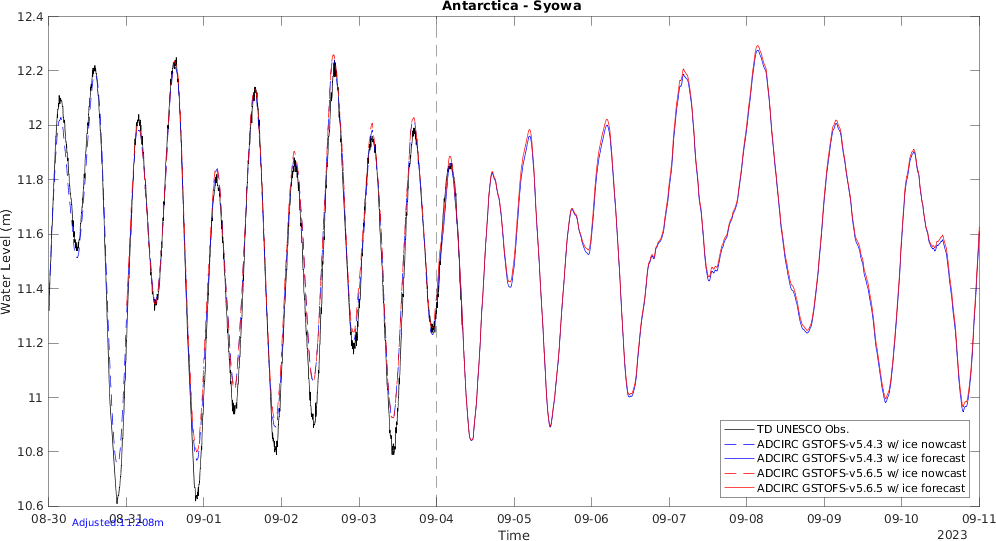 Antarctica - Syowa
12.4
12.2
12
11.8
11.6
11.4
11.2
11
10.8
10.6
Water Level (m)
08-30 08-31 09-01 09-02 09-03 09-04 09-05 09-06 09-07 09-08 09-09 09-10 09-11
Adjusted:11.208m
Time
2023
TD UNESCO Obs.
ADCIRC GSTOFS-v5.4.3 w/ ice nowcast
ADCIRC GSTOFS-v5.4.3 w/ ice forecast
ADCIRC GSTOFS-v5.6.5 w/ ice nowcast
ADCIRC GSTOFS-v5.6.5 w/ ice forecast